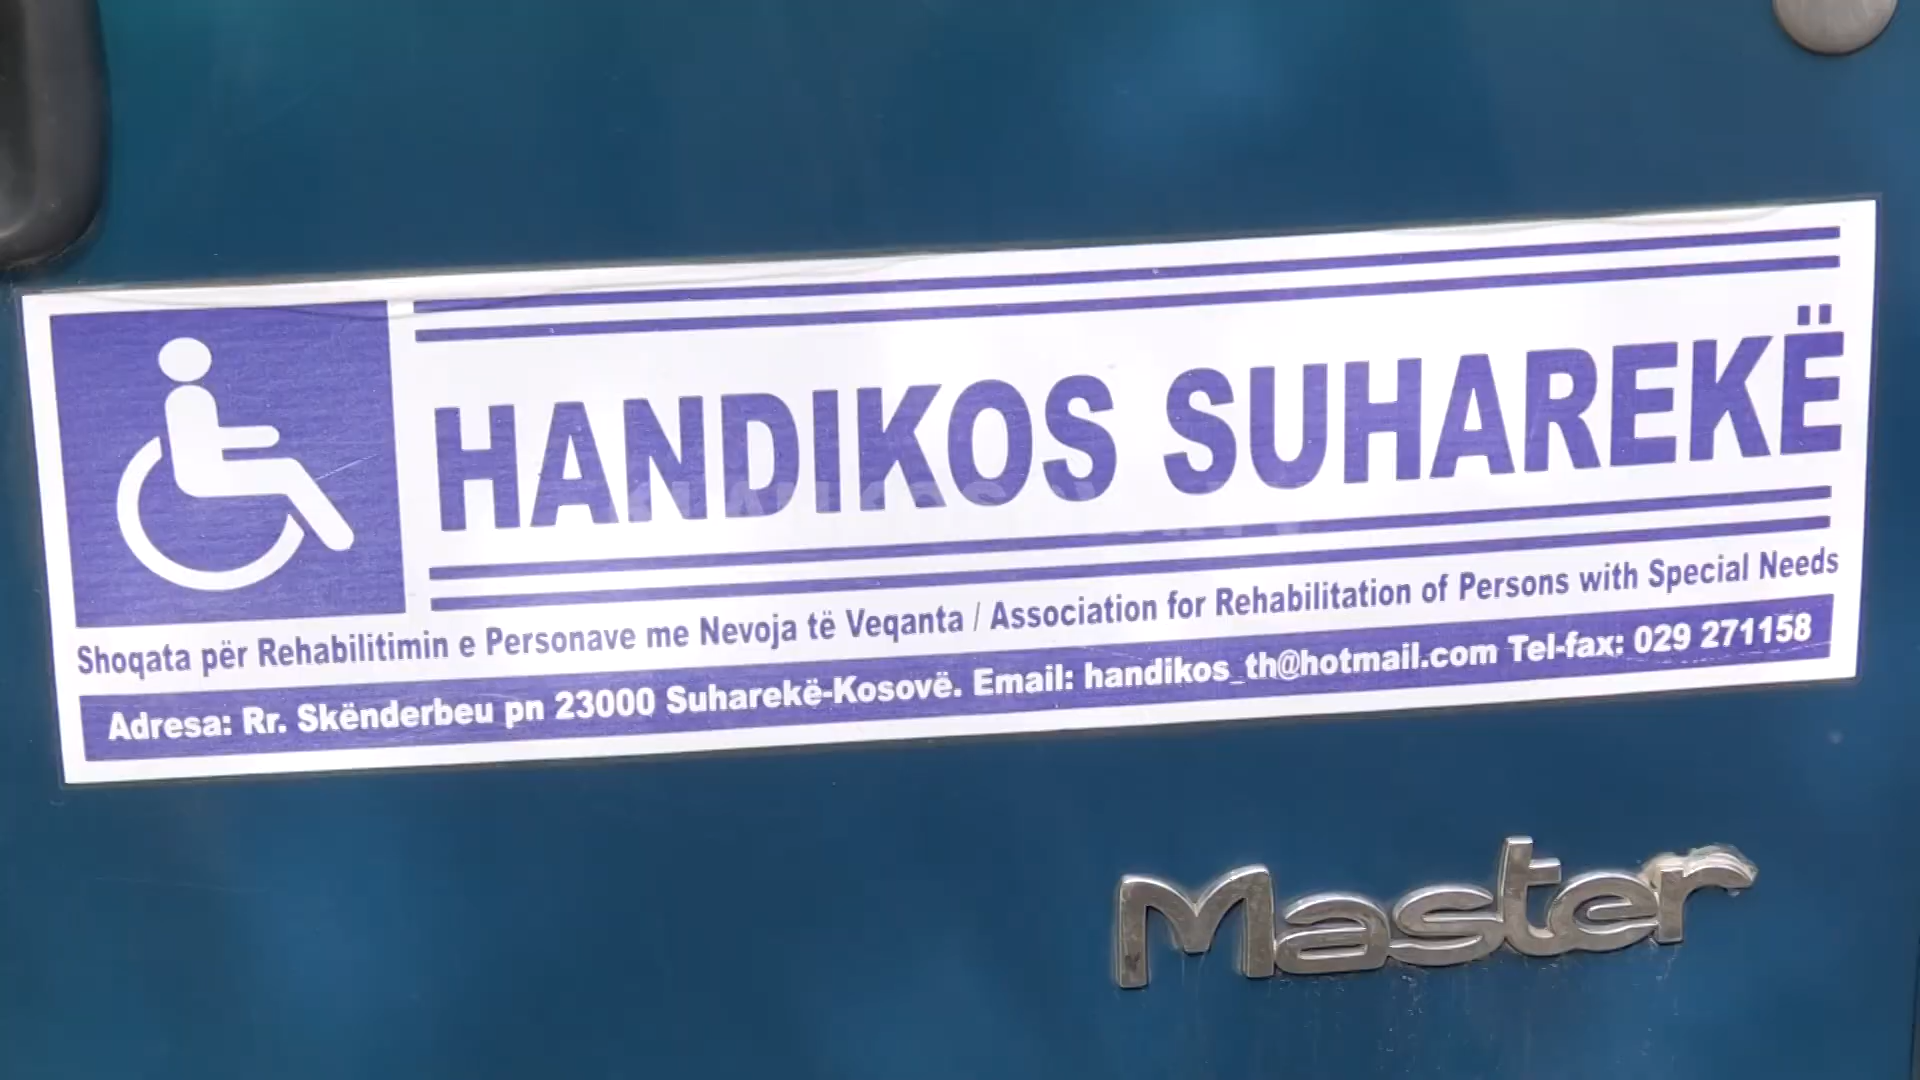 HANDIKOS SUHAREKË
Shoqata për Rehabilitimin e Personave me Nevoja të Veqanta / Association for Rehabilitation of Persons with Special Needs
Adresa: Rr. Skënderbeu pn 23000 Suharekë-Kosovë. Email: handikos_th@hotmail.com Tel-fax: 029 271158
Master